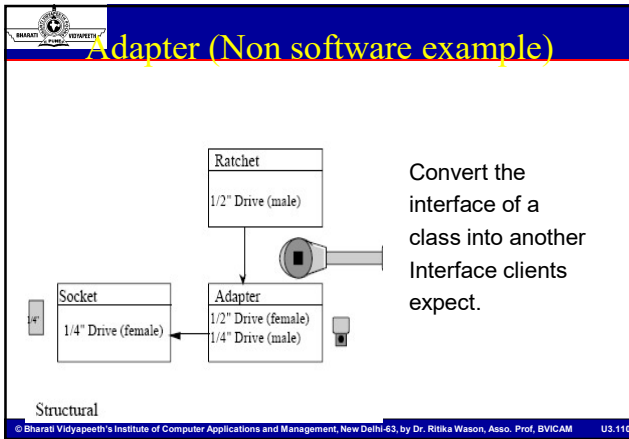 BHARATI VIDYAPEETH
PUNE
Adapter (Non software example)
Ratchet
1/2" Drive (male)
Convert the
interface of a
class into another
Interface clients
expect.
Socket
1/4" Drive (female)
1/4"
Adapter
1/2" Drive (female)
1/4" Drive (male)
Structural
© Bharati Vidyapeeth's Institute of Computer Applications and Management, New Delhi-63, by Dr. Ritika Wason, Asso. Prof, BVICAM U3.110